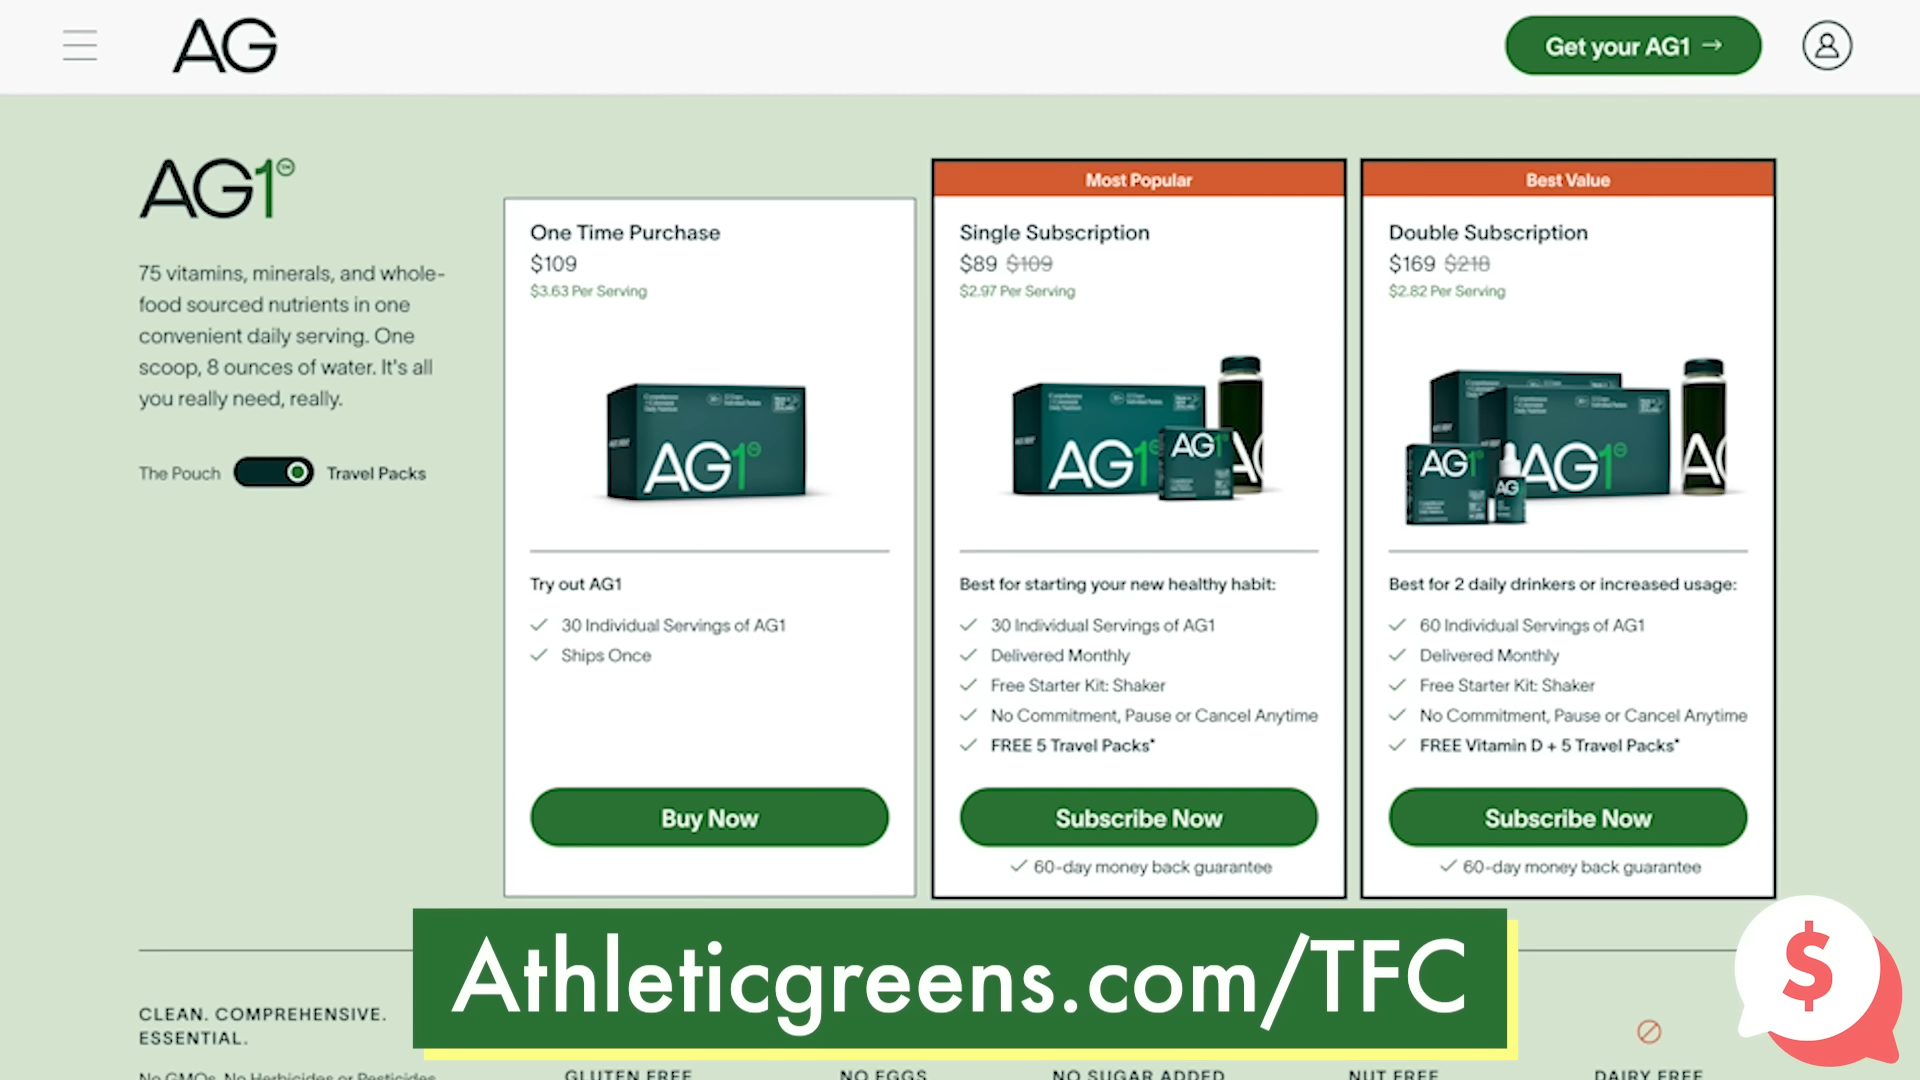 AG
Get your AG1 →
AG1™
75 vitamins, minerals, and whole-
food sourced nutrients in one
convenient daily serving. One
scoop, 8 ounces of water. It's all
you really need, really.
The Pouch
Travel Packs
One Time Purchase
$109
$3.63 Per Serving
AG1
Try out AG1
30 Individual Servings of AG1
Ships Once
Buy Now
Most Popular
Single Subscription
$89 $109
$2.97 Per Serving
AG1
AG1
Best for starting your new healthy habit:
30 Individual Servings of AG1
Delivered Monthly
Free Starter Kit: Shaker
No Commitment, Pause or Cancel Anytime
FREE 5 Travel Packs*
Subscribe Now
60-day money back guarantee
Best Value
Double Subscription
$169 $218
$2.82 Per Serving
AG1
AG
AG1
Best for 2 daily drinkers or increased usage:
60 Individual Servings of AG1
Delivered Monthly
Free Starter Kit: Shaker
No Commitment, Pause or Cancel Anytime
FREE Vitamin D + 5 Travel Packs*
Subscribe Now
60-day money back guarantee
Athleticgreens.com/TFC
$
CLEAN. COMPREHENSIVE.
ESSENTIAL.
No GMOs, No Herbicides or Pesticides,
GLUTEN FREE
NO EGGS
NO SUGAR ADDED
NUT FREE
DAIRY FREE